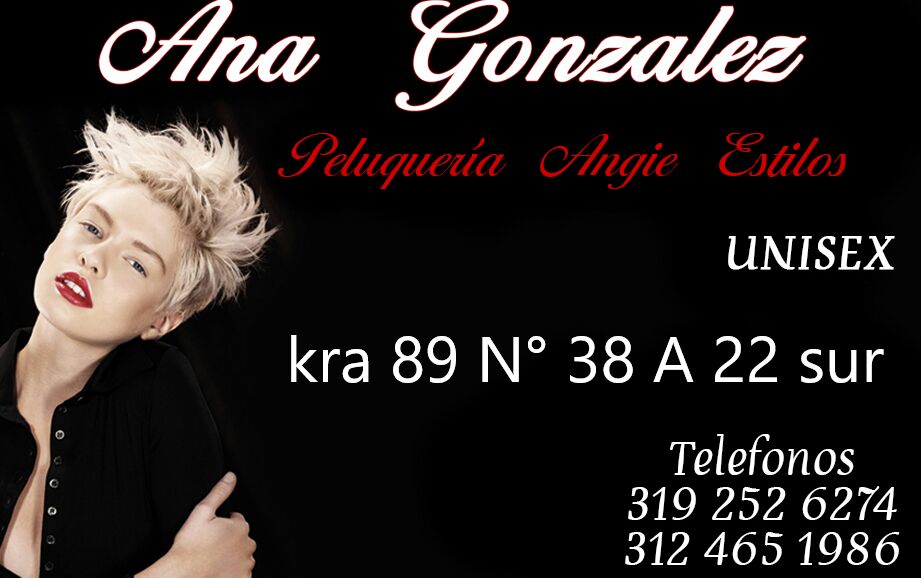 Ana Gonzalez
Peluquería Angie Estilos
UNISEX
kra 89 N° 38 A 22 sur
Telefonos
319 252 6274
312 465 1986